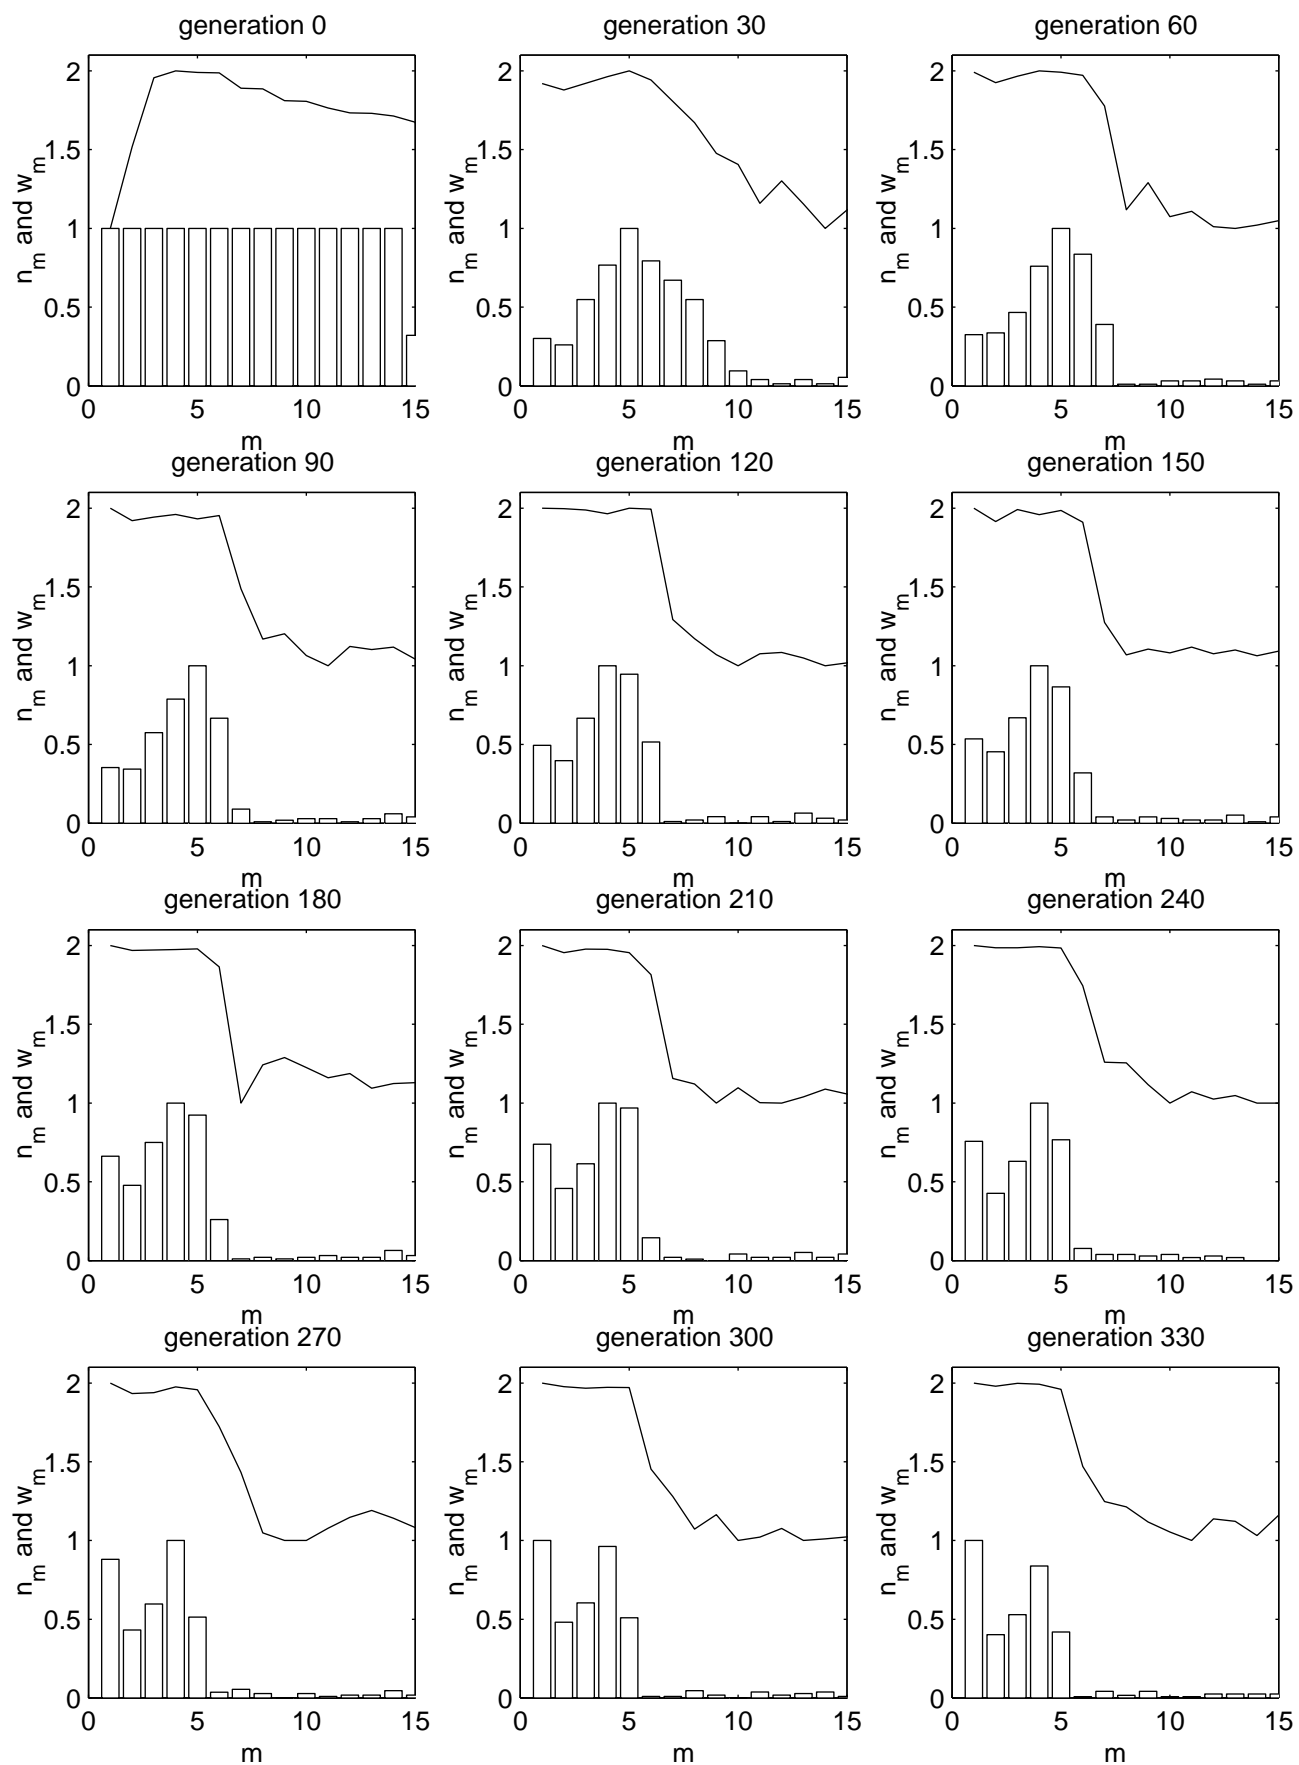 generation 0
generation 30
generation 60
n_m and w_m
2
1.5
1
0.5
0
0 5 10 15
m
n_m and w_m
2
1.5
1
0.5
0
0 5 10 15
m
n_m and w_m
2
1.5
1
0.5
0
0 5 10 15
m
generation 90
generation 120
generation 150
n_m and w_m
2
1.5
1
0.5
0
0 5 10 15
m
n_m and w_m
2
1.5
1
0.5
0
0 5 10 15
m
n_m and w_m
2
1.5
1
0.5
0
0 5 10 15
m
generation 180
generation 210
generation 240
n_m and w_m
2
1.5
1
0.5
0
0 5 10 15
m
n_m and w_m
2
1.5
1
0.5
0
0 5 10 15
m
n_m and w_m
2
1.5
1
0.5
0
0 5 10 15
m
generation 270
generation 300
generation 330
n_m and w_m
2
1.5
1
0.5
0
0 5 10 15
m
n_m and w_m
2
1.5
1
0.5
0
0 5 10 15
m
n_m and w_m
2
1.5
1
0.5
0
0 5 10 15
m